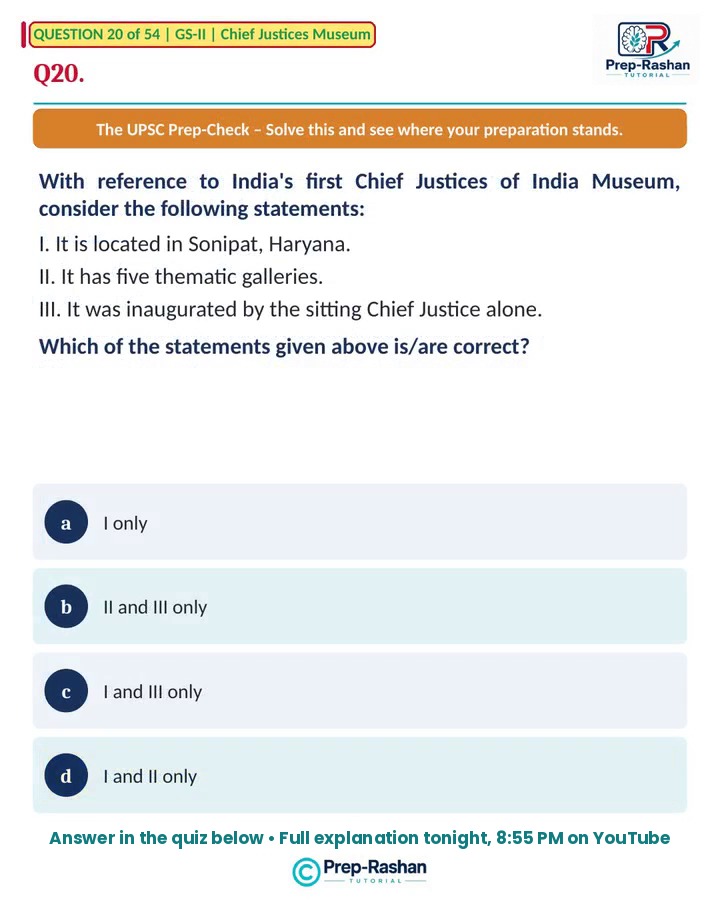 QUESTION 20 of 54 | GS-II | Chief Justices Museum
Prep-Rashan
TUTORIAL
Q20.
The UPSC Prep-Check – Solve this and see where your preparation stands.
With reference to India's first Chief Justices of India Museum,
consider the following statements:
I. It is located in Sonipat, Haryana.
II. It has five thematic galleries.
III. It was inaugurated by the sitting Chief Justice alone.
Which of the statements given above is/are correct?
a I only
b II and III only
c I and III only
d I and II only
Answer in the quiz below • Full explanation tonight, 8:55 PM on YouTube
© Prep-Rashan
TUTORIAL